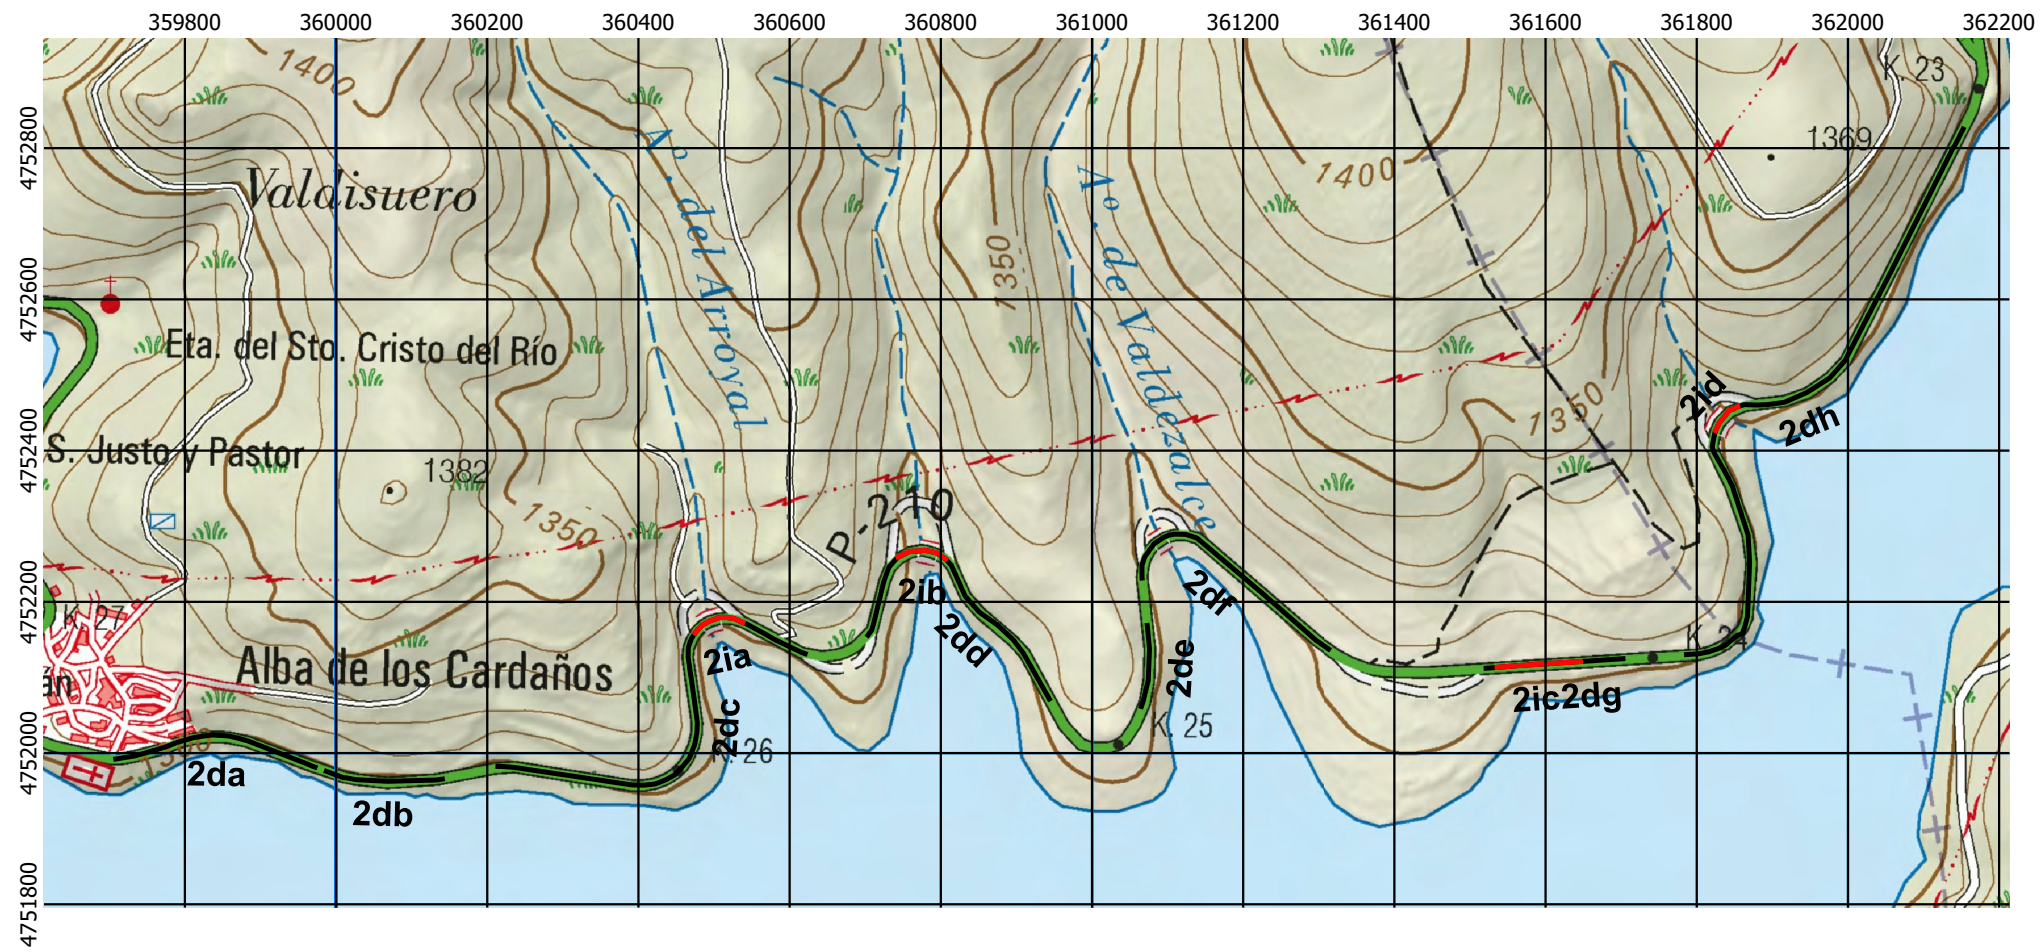 359800 360000 360200 360400 360600 360800 361000 361200 361400 361600 361800 362000 362200
4752800
4752600
4752400
4752200
4752000
4751800
1400
K. 23
1369
Aº. del Arroyal
Aº. de Valdezalce
1400
Valdisuero
1350
Eta. del Sto. Cristo del Río
1350
2id
2dh
S. Justo y Pastor
1382
1350
P-210
2ib
2df
K. 27
2dd
2ia
2de
Alba de los Cardaños
án
2ic2dg
2dc
K. 25
2da
2db